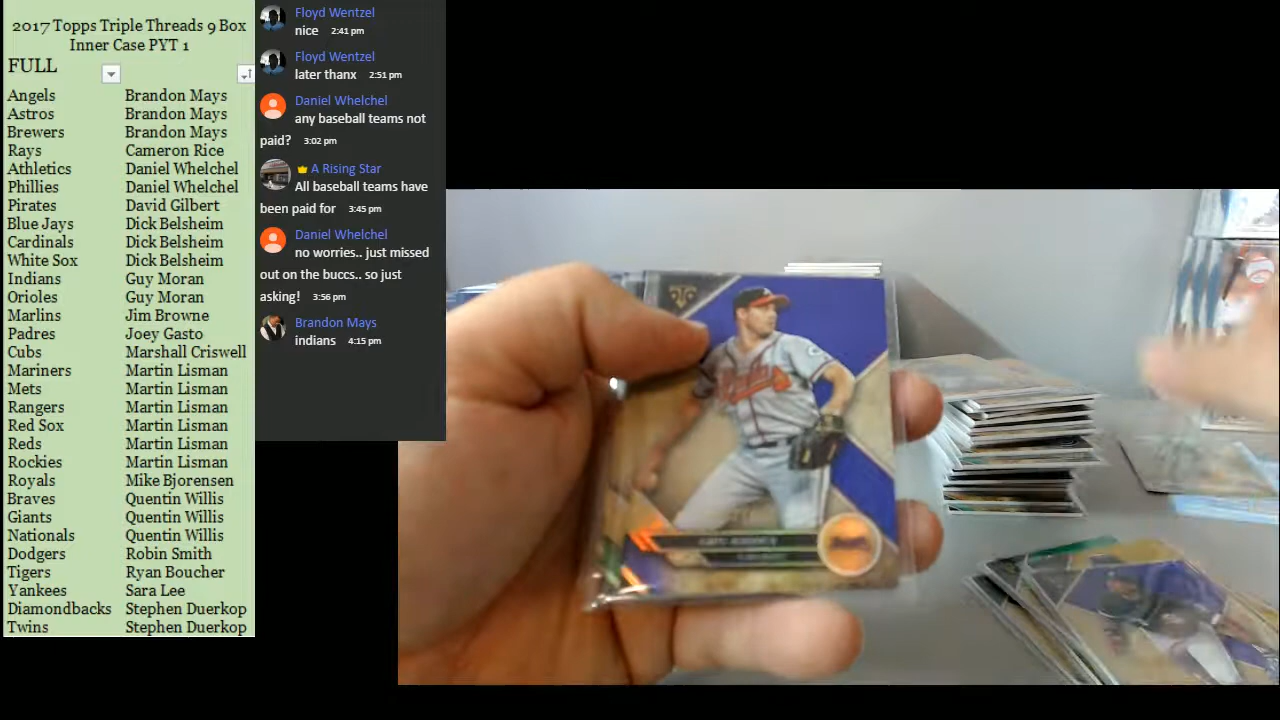 2017 Topps Triple Threads 9 Box
Inner Case PYT 1
FULL
Angels Brandon Mays
Astros Brandon Mays
Brewers Brandon Mays
Rays Cameron Rice
Athletics Daniel Whelchel
Phillies Daniel Whelchel
Pirates David Gilbert
Blue Jays Dick Belsheim
Cardinals Dick Belsheim
White Sox Dick Belsheim
Indians Guy Moran
Orioles Guy Moran
Marlins Jim Browne
Padres Joey Gasto
Cubs Marshall Criswell
Mariners Martin Lisman
Mets Martin Lisman
Rangers Martin Lisman
Red Sox Martin Lisman
Reds Martin Lisman
Rockies Martin Lisman
Royals Mike Bjorensen
Braves Quentin Willis
Giants Quentin Willis
Nationals Quentin Willis
Dodgers Robin Smith
Tigers Ryan Boucher
Yankees Sara Lee
Diamondbacks Stephen Duerkop
Twins Stephen Duerkop
Floyd Wentzel
nice 2:41 pm
Floyd Wentzel
later thanx 2:51 pm
Daniel Whelchel
any baseball teams not
paid? 3:02 pm
A Rising Star
All baseball teams have
been paid for 3:45 pm
Daniel Whelchel
no worries.. just missed
out on the buccs.. so just
asking! 3:56 pm
Brandon Mays
indians 4:15 pm